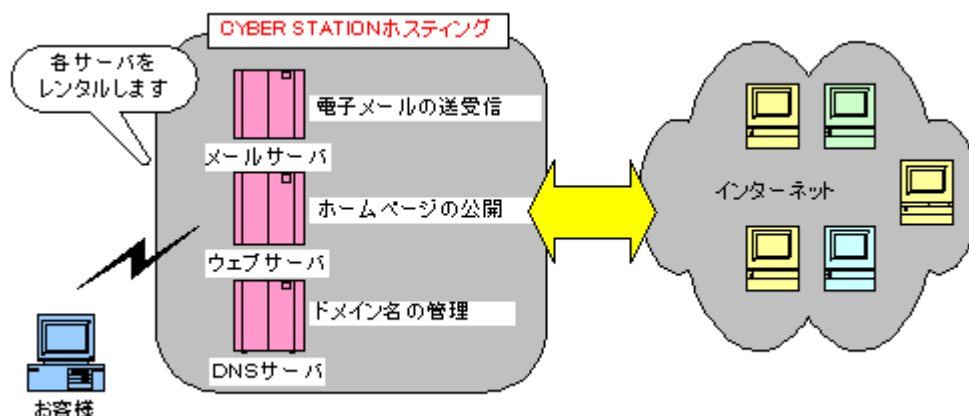 CYBER STATIONホスティング
各サーバを
レンタルします
電子メールの送受信
メールサーバ
ホームページの公開
ウェブサーバ
ドメイン名の管理
DNSサーバ
インターネット
お客様